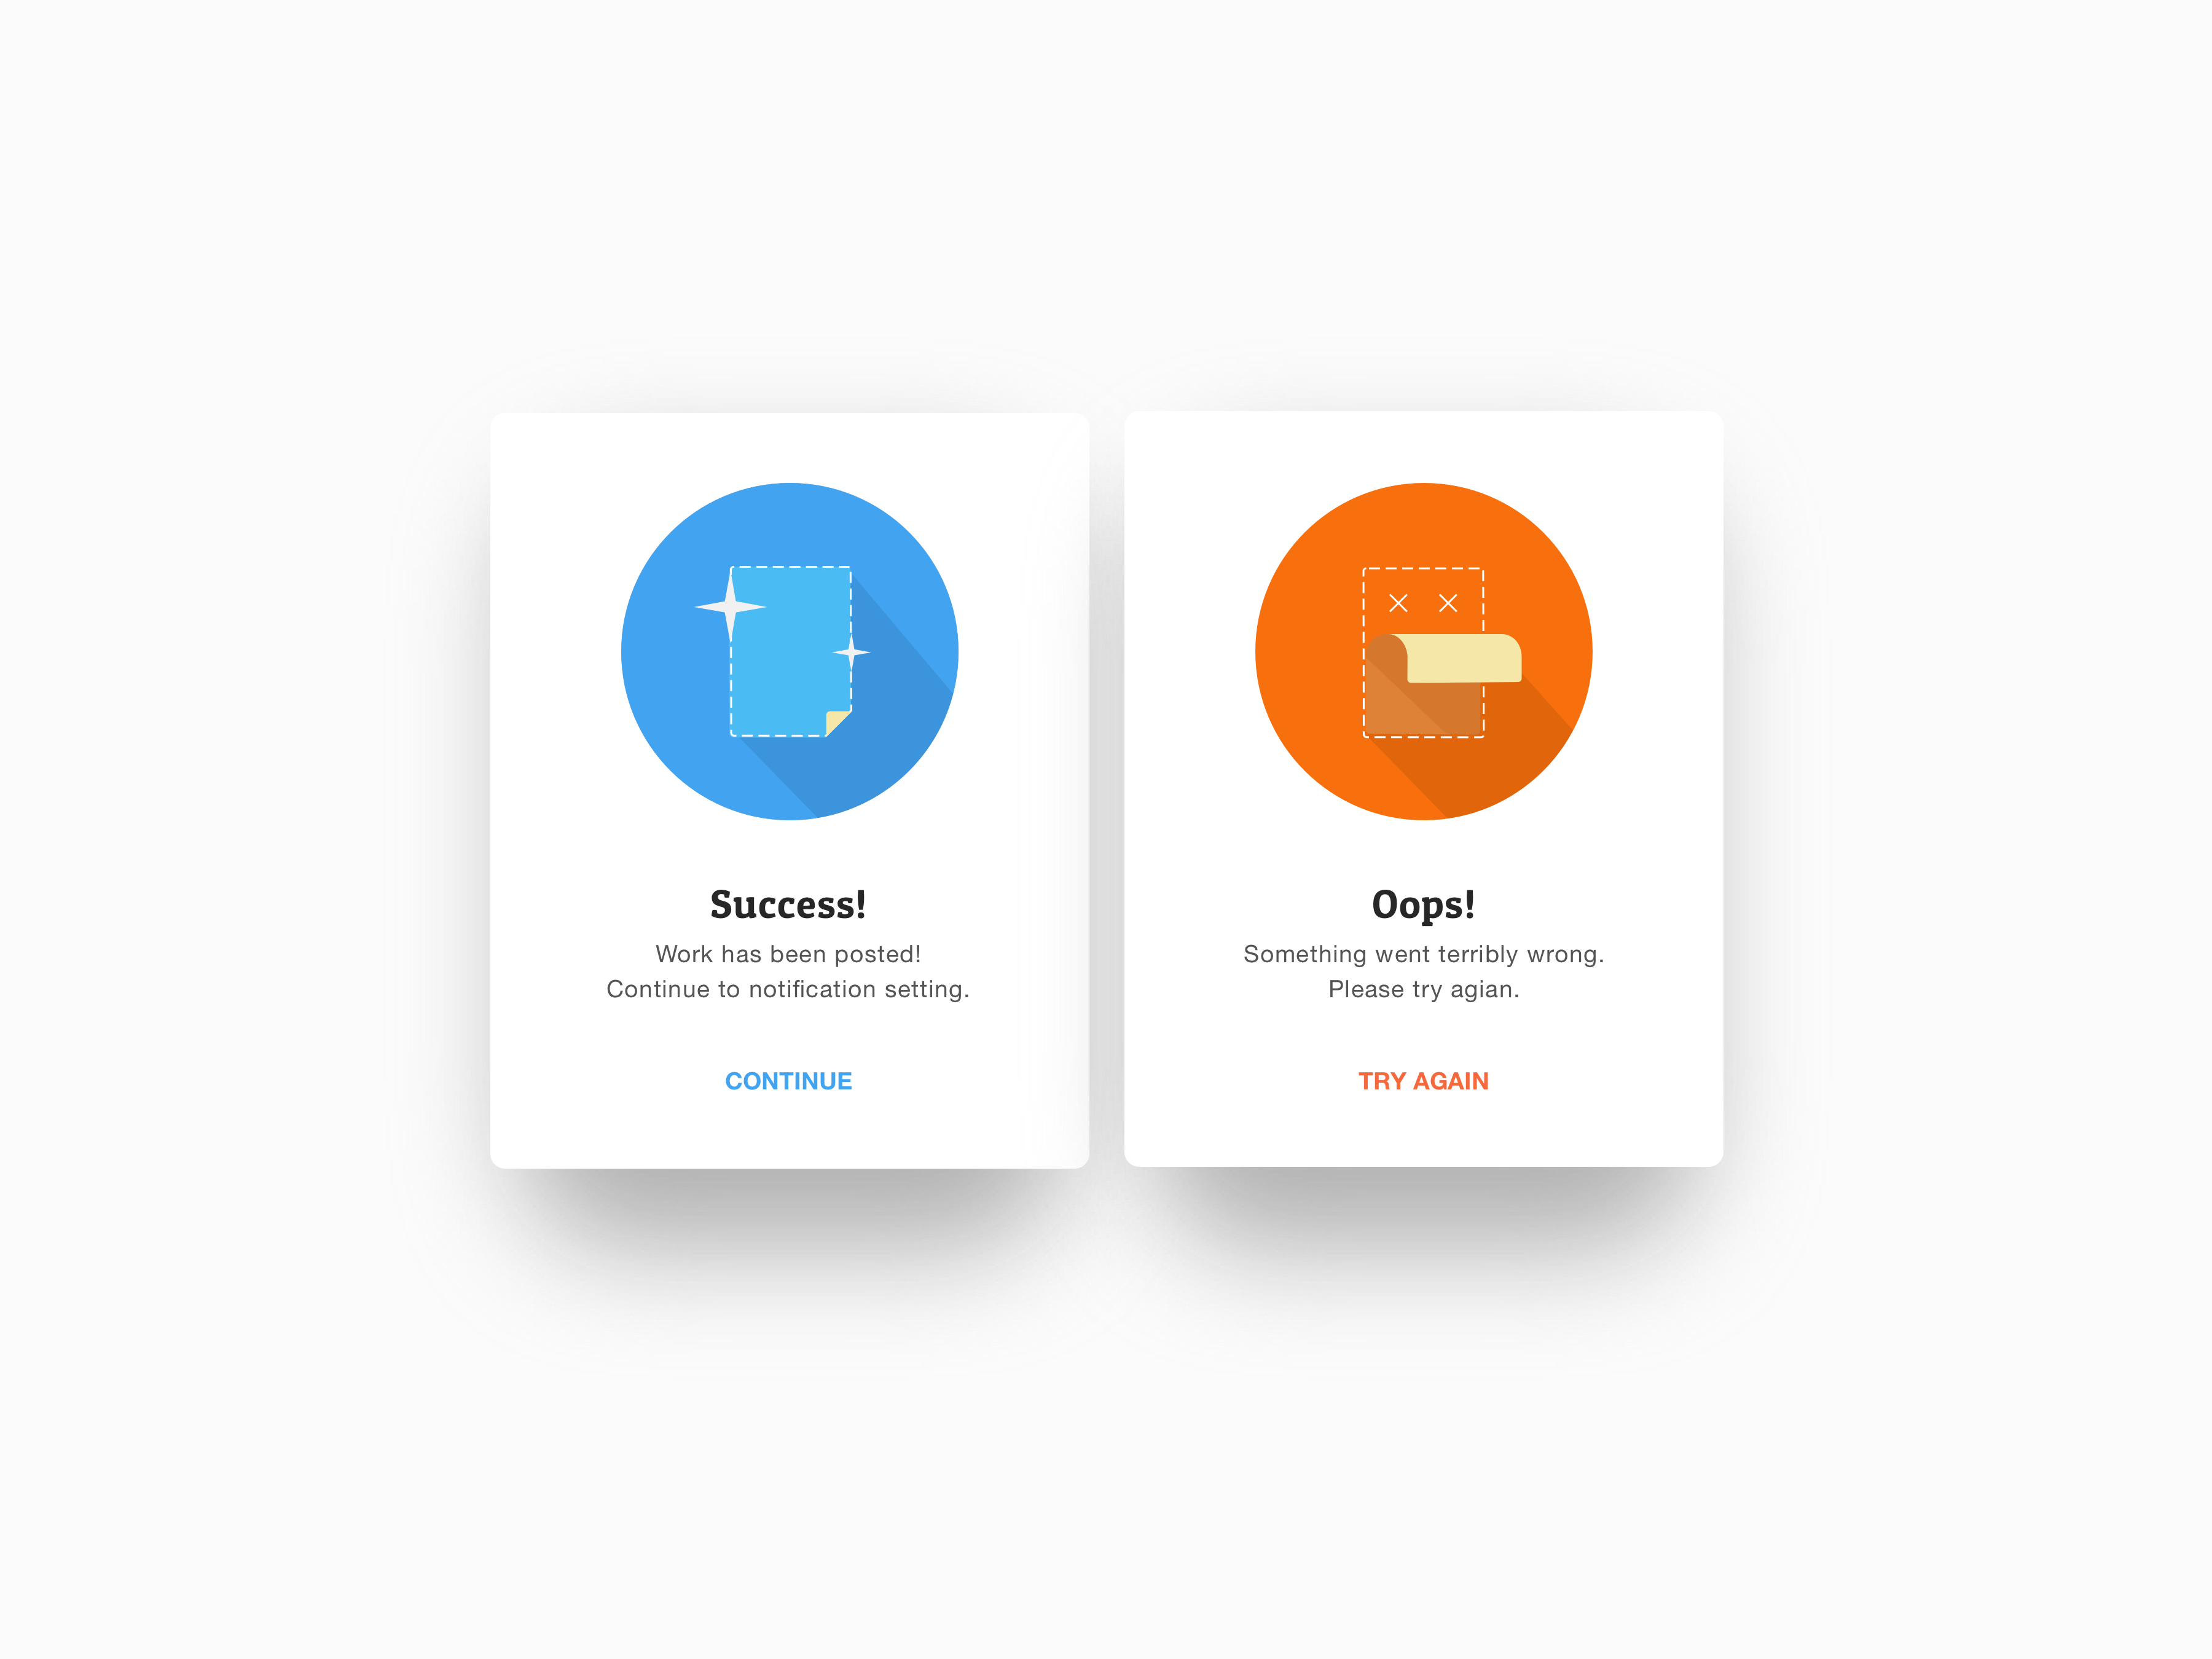 Success!
Work has been posted!
Continue to notification setting.
CONTINUE
Oops!
Something went terribly wrong.
Please try agian.
TRY AGAIN